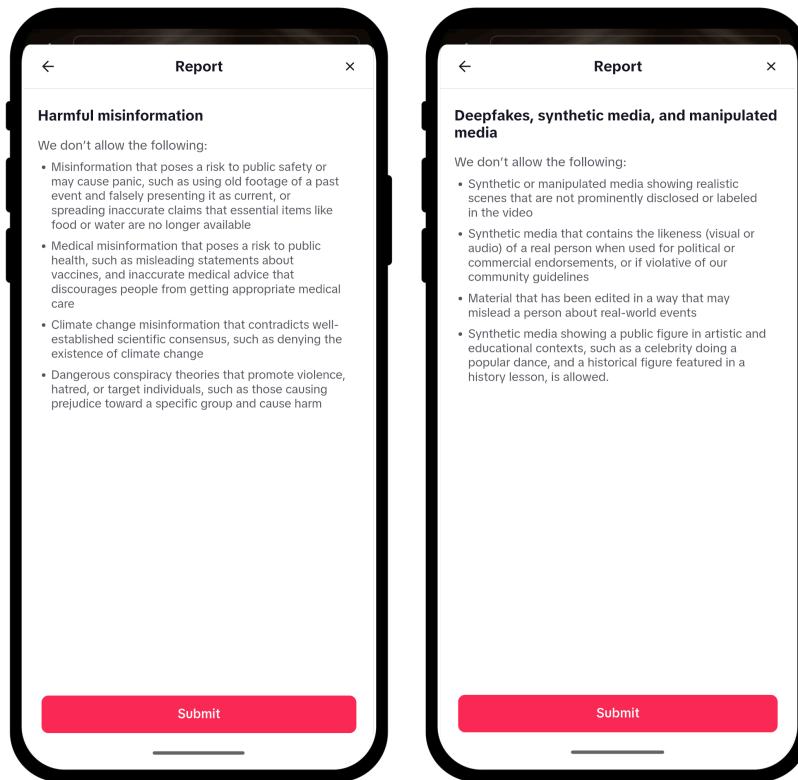 Report
Harmful misinformation
We don’t allow the following:
• Misinformation that poses a risk to public safety or
may cause panic, such as using old footage of a past
event and falsely presenting it as current, or
spreading inaccurate claims that essential items like
food or water are no longer available
• Medical misinformation that poses a risk to public
health, such as misleading statements about
vaccines, and inaccurate medical advice that
discourages people from getting appropriate medical
care
• Climate change misinformation that contradicts well-
established scientific consensus, such as denying the
existence of climate change
• Dangerous conspiracy theories that promote violence,
hatred, or target individuals, such as those causing
prejudice toward a specific group and cause harm
Submit
Report
Deepfakes, synthetic media, and manipulated
media
We don’t allow the following:
• Synthetic or manipulated media showing realistic
scenes that are not prominently disclosed or labeled
in the video
• Synthetic media that contains the likeness (visual or
audio) of a real person when used for political or
commercial endorsements, or if violative of our
community guidelines
• Material that has been edited in a way that may
mislead a person about real-world events
• Synthetic media showing a public figure in artistic and
educational contexts, such as a celebrity doing a
popular dance, and a historical figure featured in a
history lesson, is allowed.
Submit